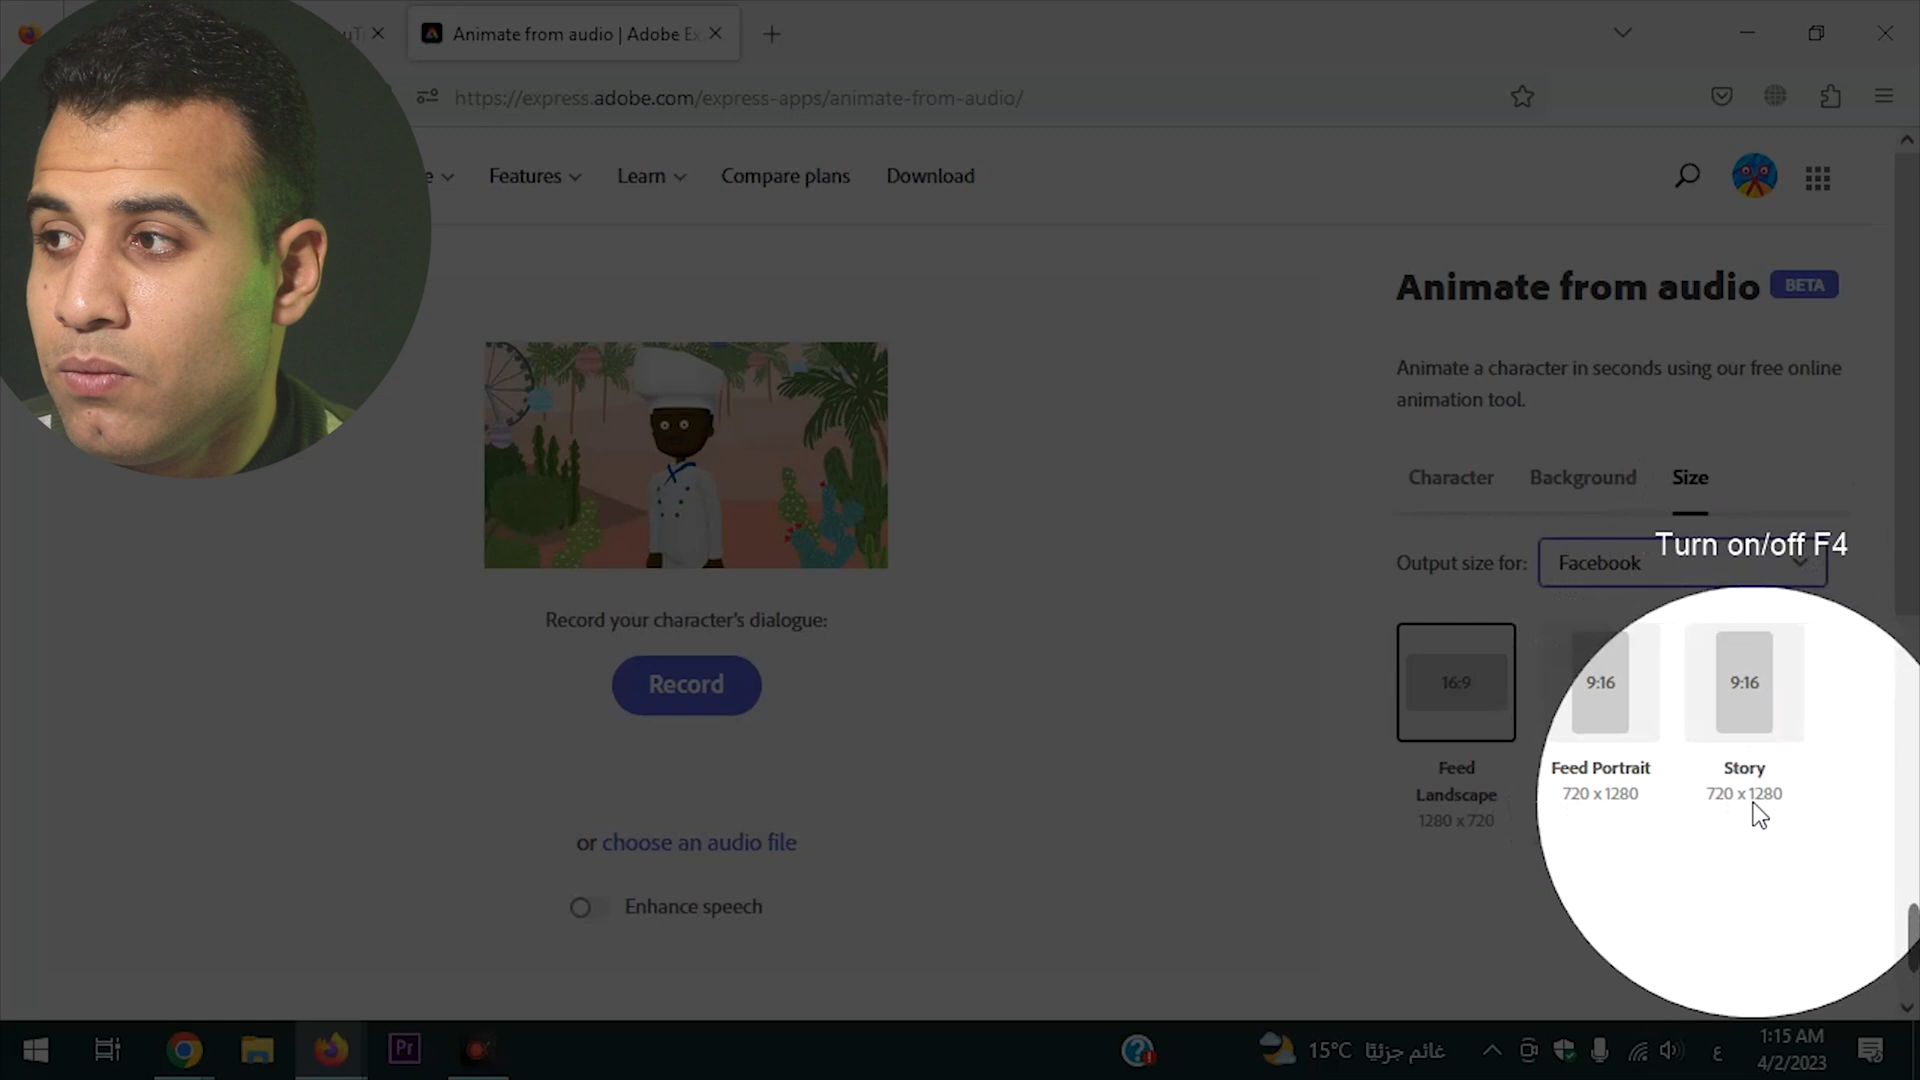 uT
Animate from audio | Adobe Ex
https://express.adobe.com/express-apps/animate-from-audio/
e
Features
Learn
Compare plans
Download
Animate from audio
BETA
Animate a character in seconds using our free online
animation tool.
Character
Background
Size
Turn on/off F4
Output size for:
Facebook
16:9
9:16
9:16
Feed
Landscape
1280 x 720
Feed Portrait
720 x 1280
Story
720 x 1280
Record your character's dialogue:
Record
or choose an audio file
Enhance speech
Pr
15°C غائم جزئيًا
ع
1:15 AM
4/2/2023